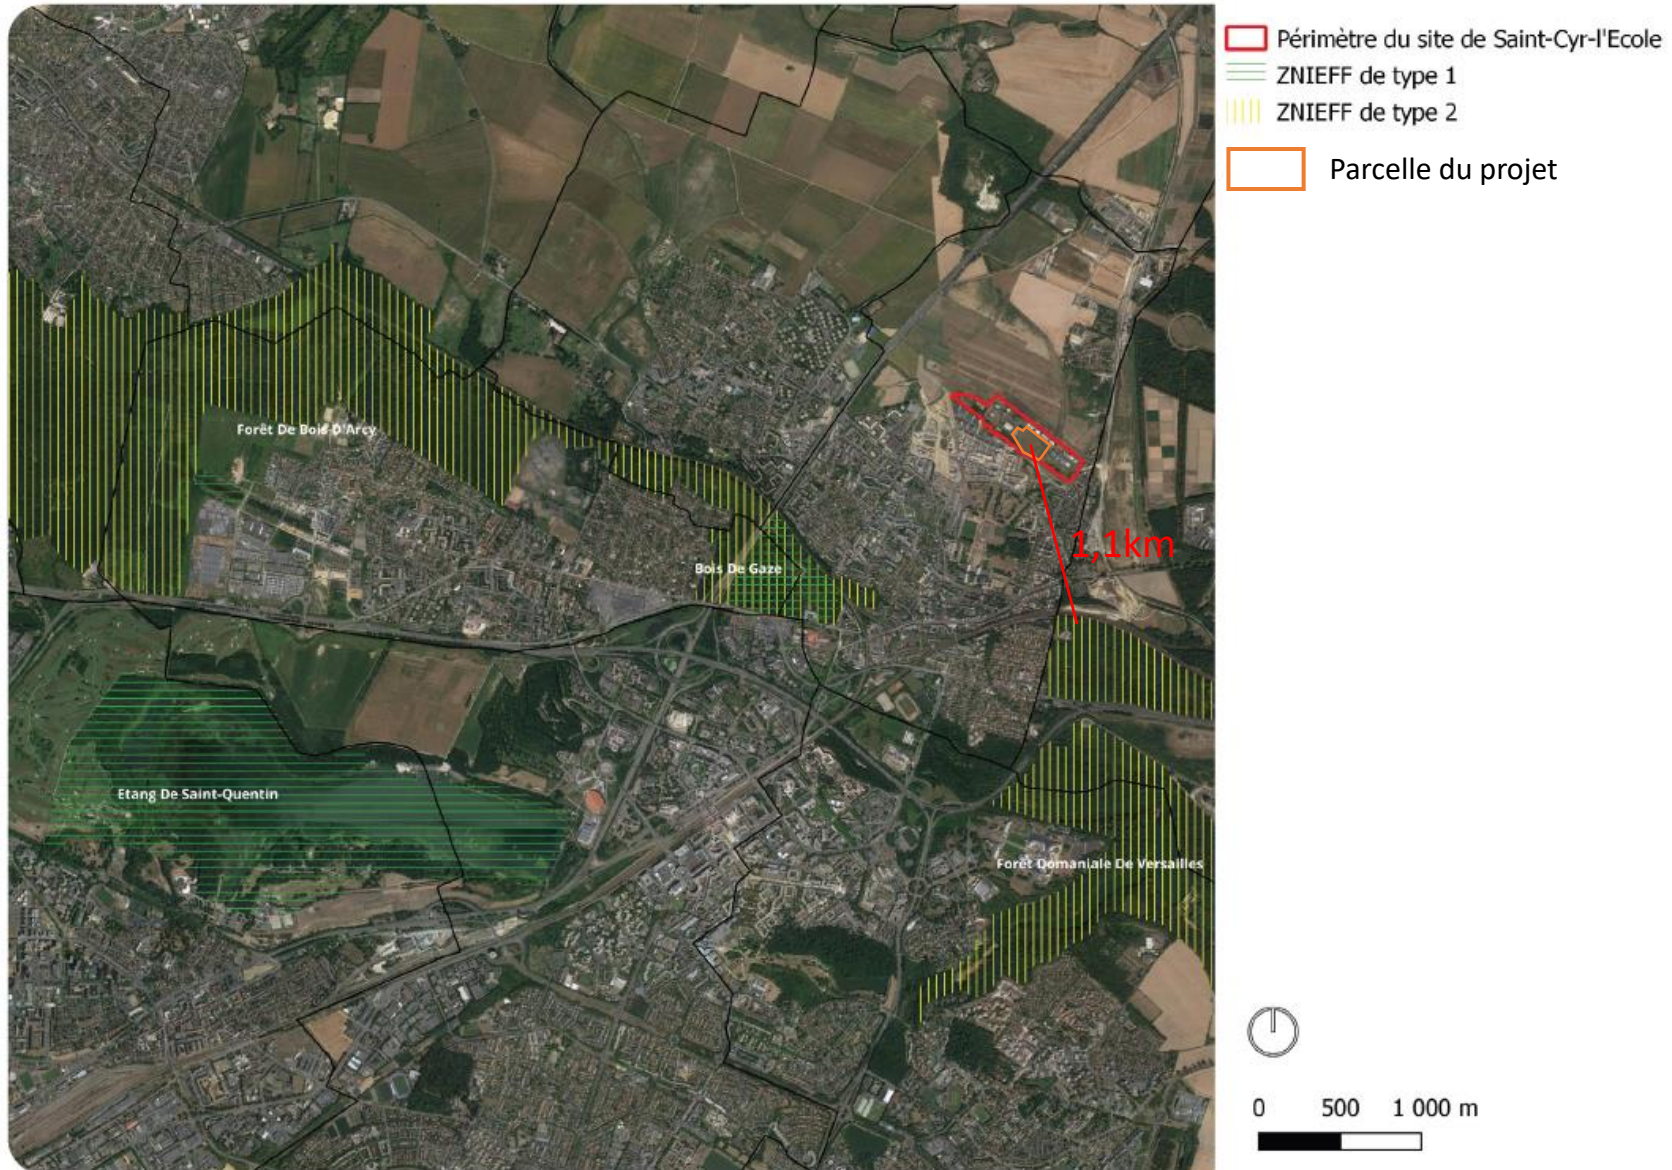 Périmètre du site de Saint-Cyr-l'Ecole
ZNIEFF de type 1
ZNIEFF de type 2
Parcelle du projet
Forêt De Bois D'Arcy
1,1km
Bois De Gaze
Etang De Saint-Quentin
Forêt Domaniale De Versailles
0 500 1 000 m